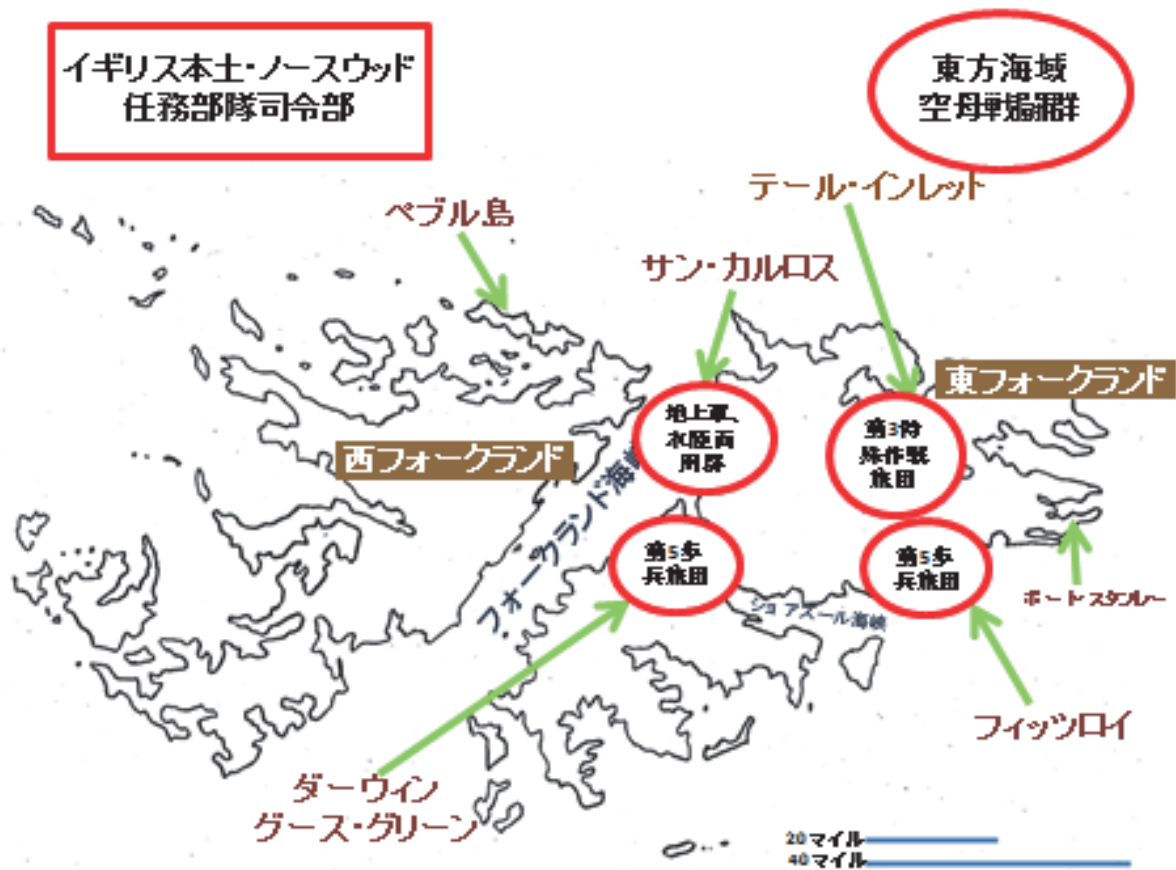 イギリス本土・ノースウッド
任務部隊司令部
東方海域
空母戦闘群
テール・インレット
ペブル島
サン・カルロス
東フォークランド
地上軍、
水陸両
用部
第3特
殊作戦
旅団
西フォークランド
フォークランド海峡
第5歩
兵旅団
第5歩
兵旅団
ショアズール海峡
ポートスタンレー
フィッツロイ
ダーウィン
グース・グリーン
20マイル
40マイル